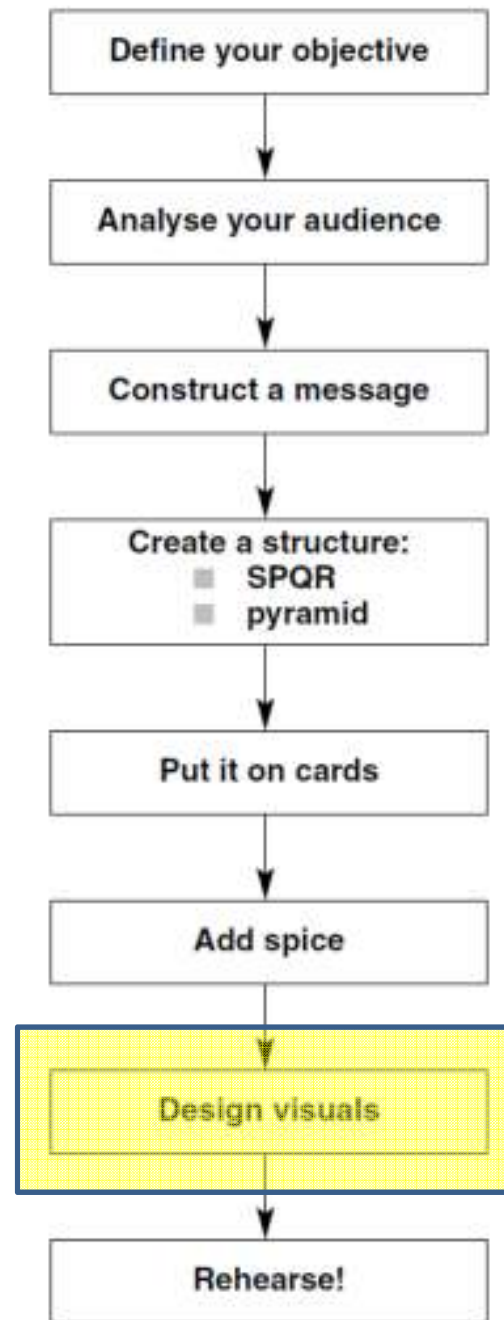 Define your objective
Analyse your audience
Construct a message
Create a structure:
SPQR
pyramid
Put it on cards
Add spice
Design visuals
Rehearse!